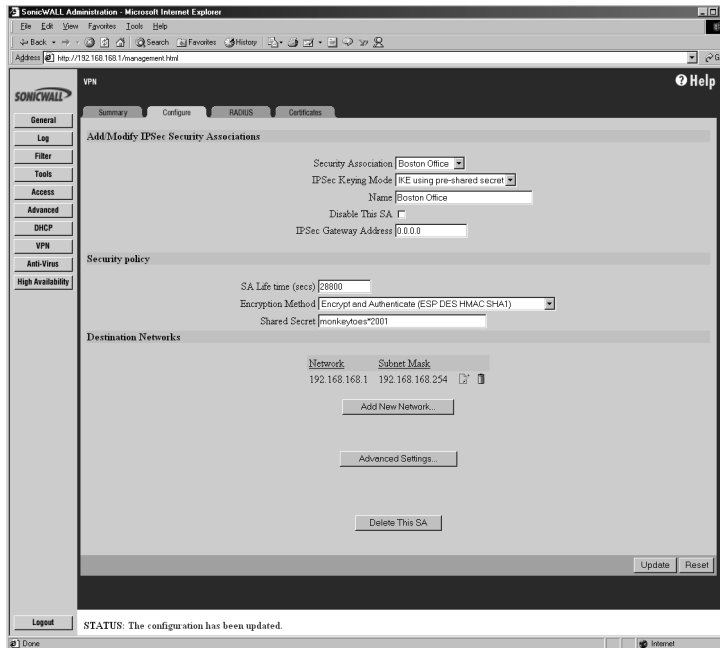 SonicWALL Administration - Microsoft Internet Explorer
File Edit View Favorites Tools Help
Back Search Favorites History
Address http://192.168.168.1/management.html
SONICWALL
VPN
Help
Summary Configure RADIUS Certificates
General
Log
Filter
Tools
Access
Advanced
DHCP
VPN
Anti-Virus
High Availability
Add/Modify IPSec Security Associations
Security Association Boston Office
IPSec Keying Mode IKE using pre-shared secret
Name Boston Office
Disable This SA
IPSec Gateway Address 0.0.0.0
Security policy
SA Life time (secs) 28800
Encryption Method Encrypt and Authenticate (ESP DES HMAC SHA1)
Shared Secret monkeytoes*2001
Destination Networks
Network Subnet Mask
192.168.168.1 192.168.168.254
Add New Network...
Advanced Settings...
Delete This SA
Update Reset
Logout
STATUS: The configuration has been updated.
Done Internet